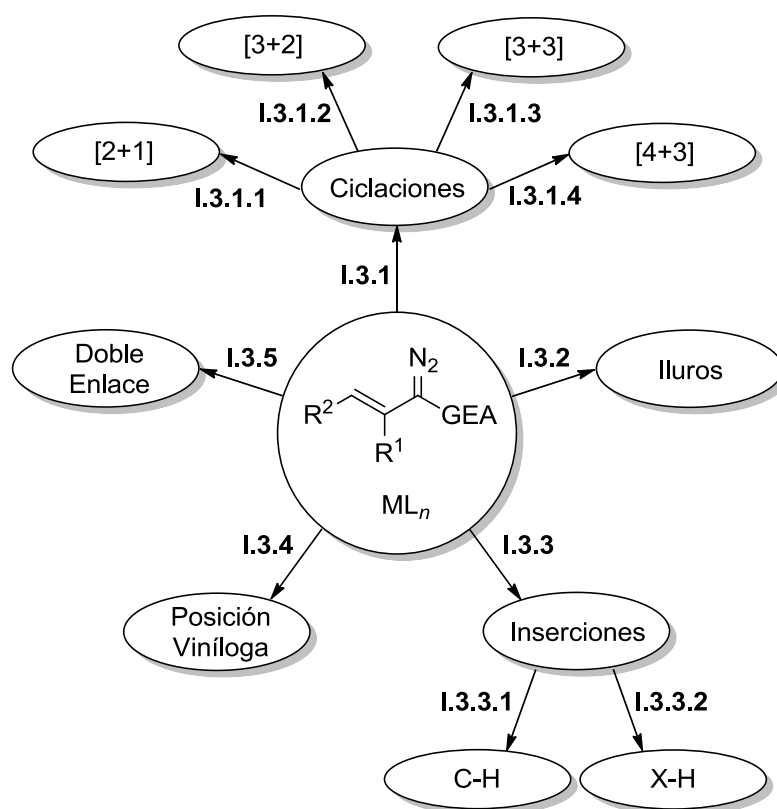 [3+2]
[3+3]
I.3.1.2
I.3.1.3
[2+1]
[4+3]
Ciclaciones
I.3.1.1
I.3.1.4
I.3.1
Doble
Enlace
I.3.5
N₂
I.3.2
Iluros
R²
GEA
R¹
MLₙ
I.3.4
I.3.3
Posición
Viníloga
Inserciones
I.3.3.1
I.3.3.2
C-H
X-H